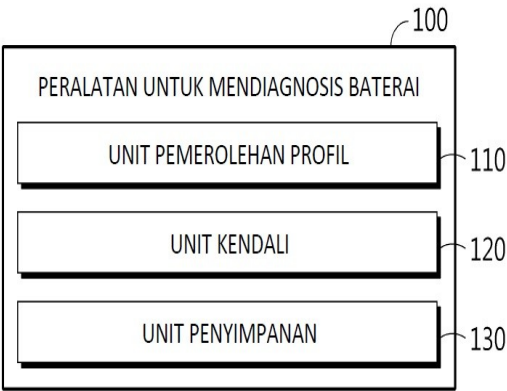 100
PERALATAN UNTUK MENDIAGNOSIS BATERAI
UNIT PEMEROLEHAN PROFIL
110
UNIT KENDALI
120
UNIT PENYIMPANAN
130